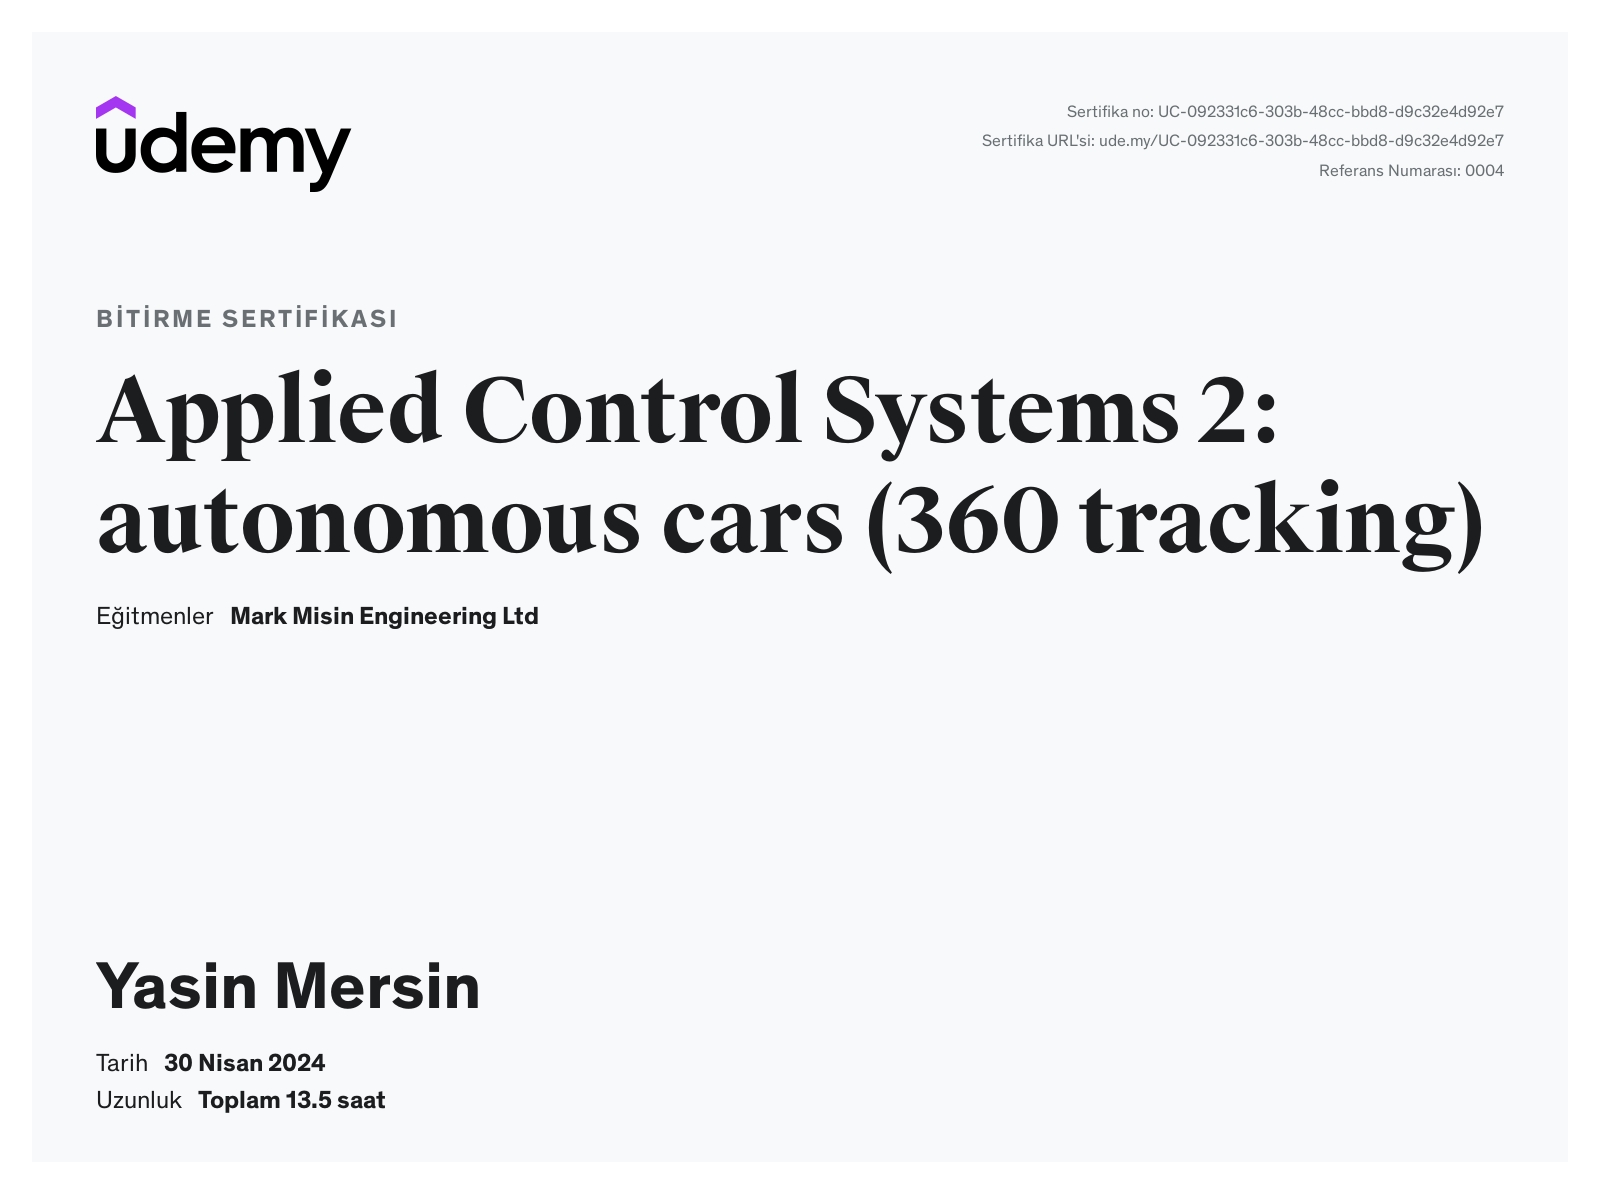 udemy
Sertifika no: UC-092331c6-303b-48cc-bbd8-d9c32e4d92e7
Sertifika URL'si: ude.my/UC-092331c6-303b-48cc-bbd8-d9c32e4d92e7
Referans Numarası: 0004
BİTİRME SERTİFİKASI
Applied Control Systems 2:
autonomous cars (360 tracking)
Eğitmenler Mark Misin Engineering Ltd
Yasin Mersin
Tarih 30 Nisan 2024
Uzunluk Toplam 13.5 saat